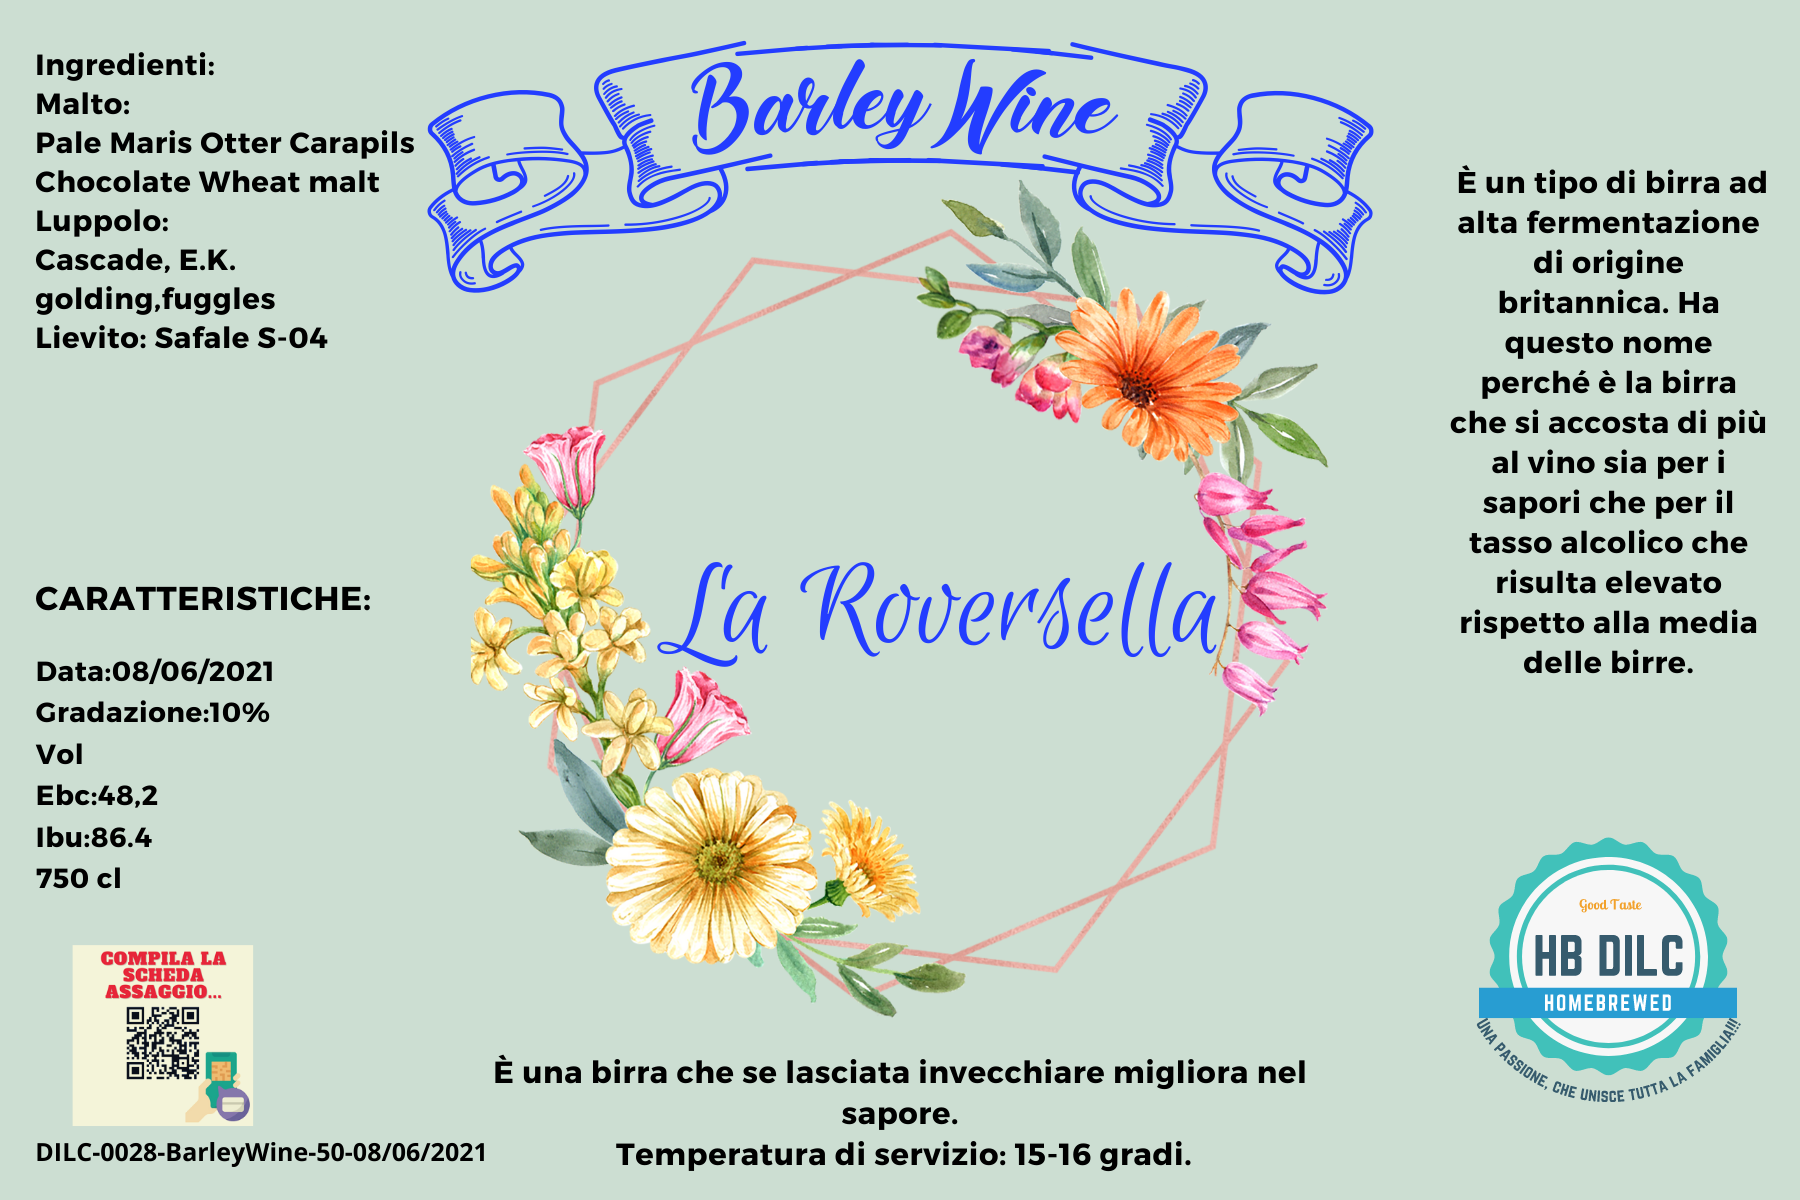 Ingredienti:
Malto:
Pale Maris Otter Carapils
Chocolate Wheat malt
Luppolo:
Cascade, E.K.
golding,fuggles
Lievito: Safale S-04
Barley Wine
È un tipo di birra ad
alta fermentazione
di origine
britannica. Ha
questo nome
perché è la birra
che si accosta di più
al vino sia per i
sapori che per il
tasso alcolico che
risulta elevato
rispetto alla media
delle birre.
La Roversella
CARATTERISTICHE:
Data:08/06/2021
Gradazione:10%
Vol
Ebc:48,2
Ibu:86.4
750 cl
COMPILA LA
SCHEDA
ASSAGGIO...
DILC-0028-BarleyWine-50-08/06/2021
È una birra che se lasciata invecchiare migliora nel
sapore.
Temperatura di servizio: 15-16 gradi.
Good Taste
HB DILC
HOMEBREWED
UNA PASSIONE, CHE UNISCE TUTTA LA FAMIGLIA!!!